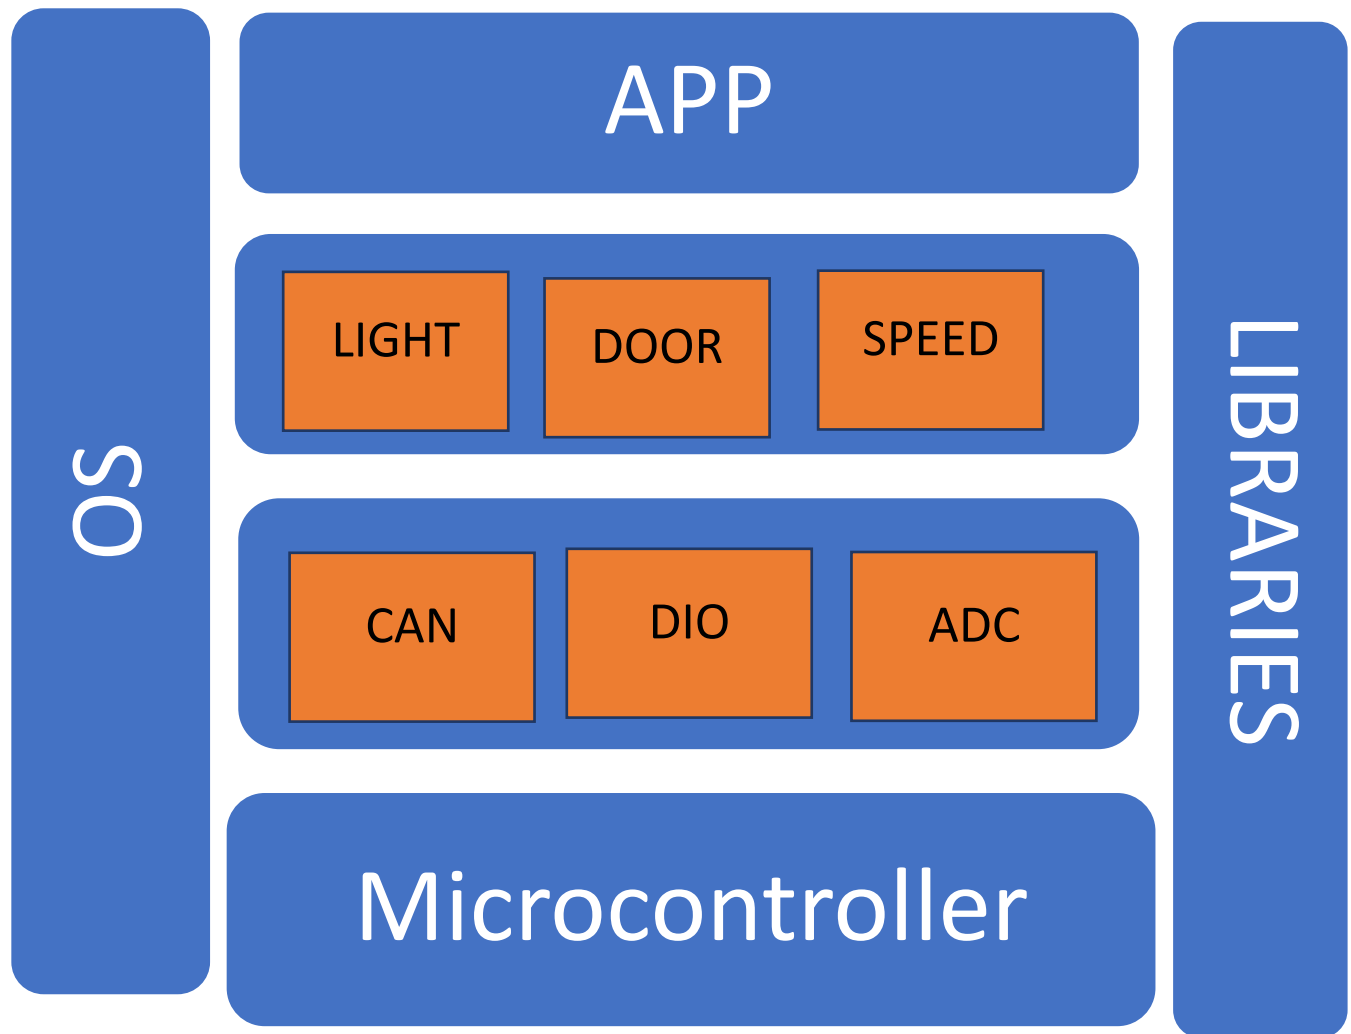 OS
APP
LIGHT
DOOR
SPEED
CAN
DIO
ADC
Microcontroller
LIBRARIES